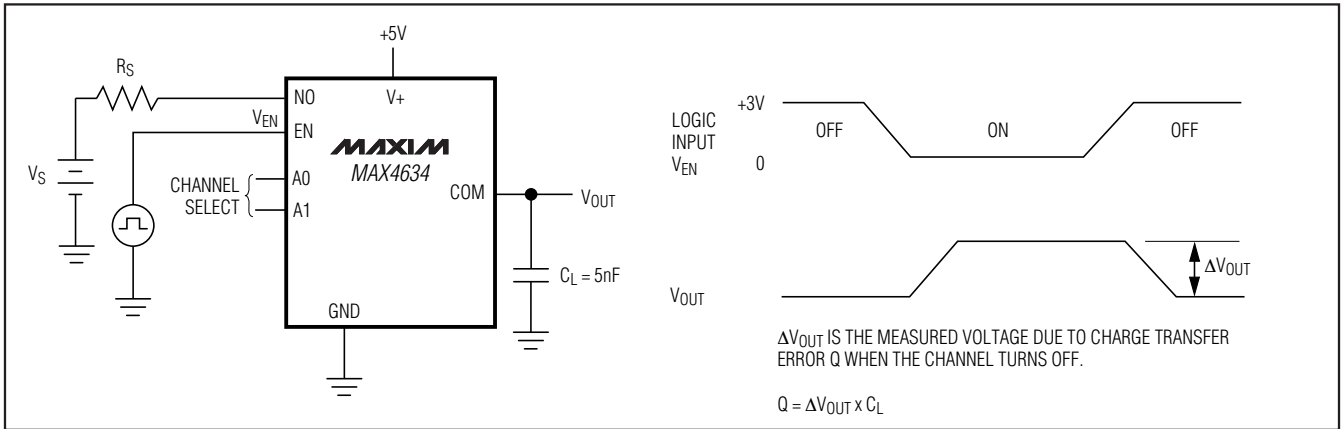 +5V
R_S
NO
V+
V_EN
EN
MAXIM
MAX4634
V_S
CHANNEL
SELECT
A0
A1
COM
V_OUT
C_L = 5nF
GND
LOGIC
INPUT
V_EN
+3V
0
OFF
ON
OFF
V_OUT
ΔV_OUT
ΔV_OUT IS THE MEASURED VOLTAGE DUE TO CHARGE TRANSFER
ERROR Q WHEN THE CHANNEL TURNS OFF.
Q = ΔV_OUT x C_L